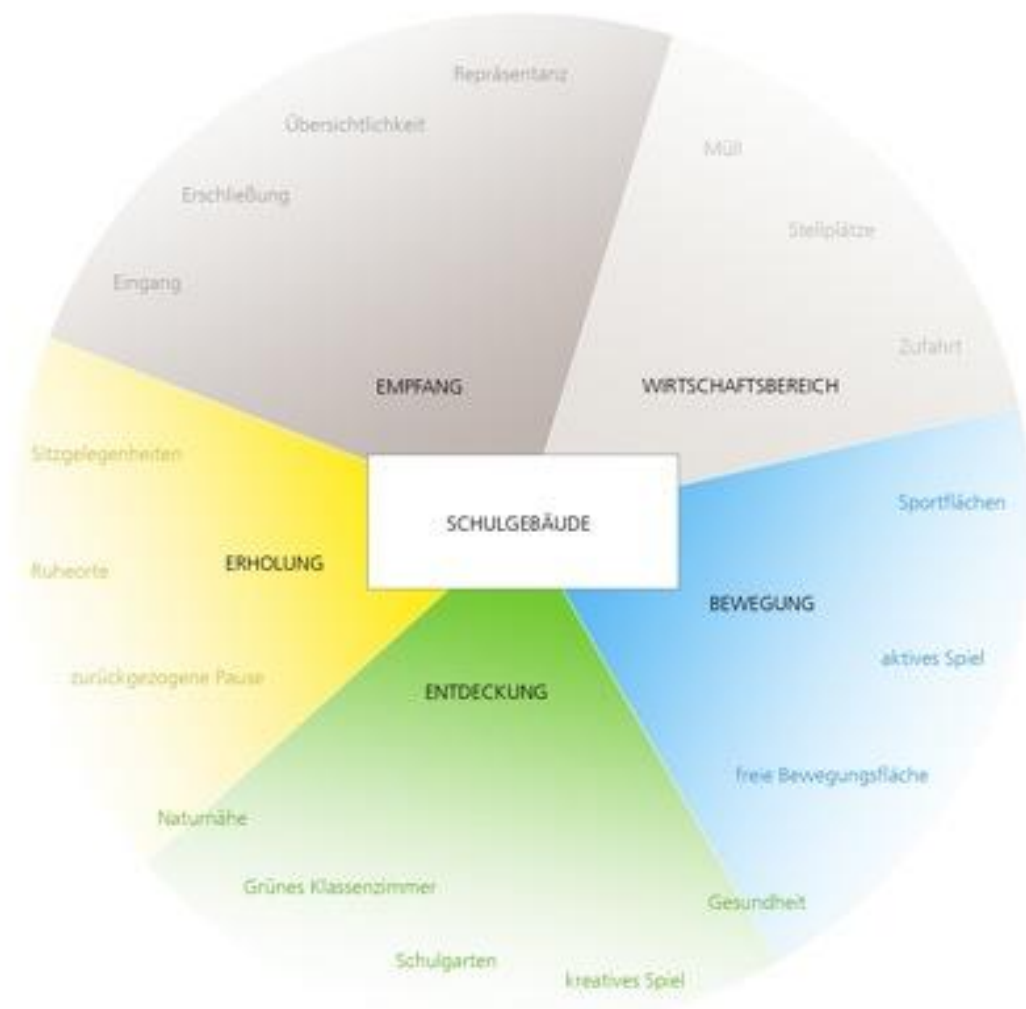 Repräsentanz
Übersichtlichkeit
Erschließung
Eingang
EMPFANG
Müll
Stellplätze
Zufahrt
WIRTSCHAFTSBEREICH
SCHULGEBÄUDE
Sitzgelegenheiten
Ruheorte
zurückgezogene Pause
ERHOLUNG
Sportflächen
BEWEGUNG
aktives Spiel
freie Bewegungsfläche
ENTDECKUNG
Naturnähe
Grünes Klassenzimmer
Schulgarten
kreatives Spiel
Gesundheit